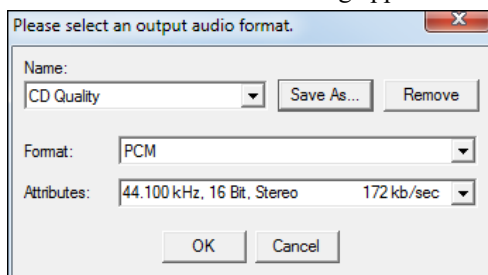 Please select an output audio format.
Name:
CD Quality Save As... Remove
Format: PCM
Attributes: 44.100 kHz, 16 Bit, Stereo 172 kb/sec
OK Cancel